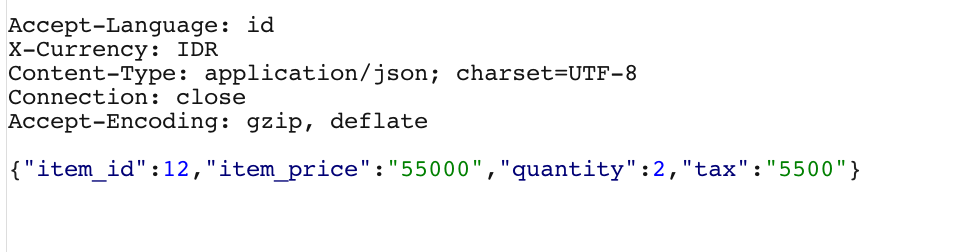 Accept-Language: id
X-Currency: IDR
Content-Type: application/json; charset=UTF-8
Connection: close
Accept-Encoding: gzip, deflate
{"item_id":12,"item_price":"55000","quantity":2,"tax":"5500"}